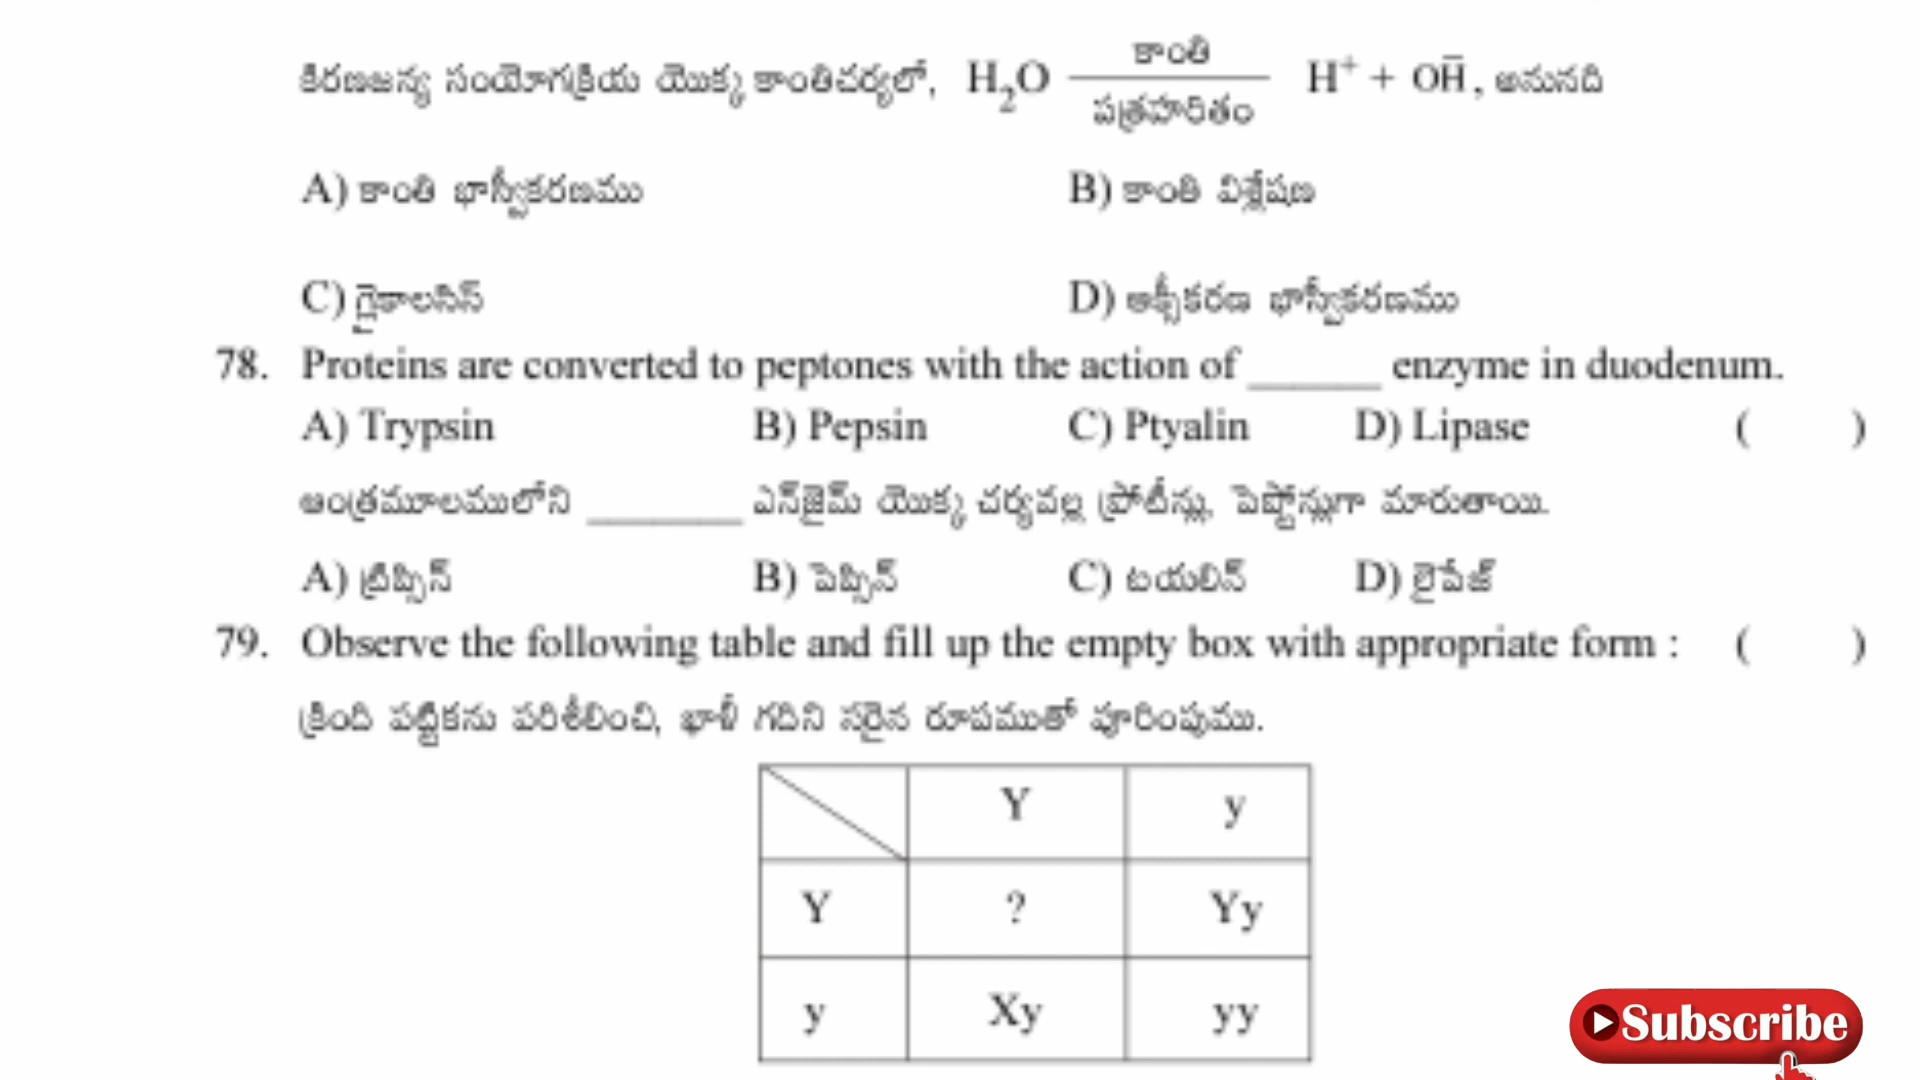 కిరణజన్య సంయోగక్రియ యొక్క కాంతిచర్యలో, H₂O కాంతి / పత్రహరితం H⁺ + OH̅, అనునది
A) కాంతి భాస్వీకరణము B) కాంతి విశ్లేషణ
C) గ్లైకాలసిస్ D) ఆక్సీకరణ భాస్వీకరణము
78. Proteins are converted to peptones with the action of ______ enzyme in duodenum.
A) Trypsin B) Pepsin C) Ptyalin D) Lipase ( )
ఆంత్రమూలములోని _______ ఎన్‌జైమ్ యొక్క చర్యవల్ల ప్రోటీన్లు, పెప్టోన్లుగా మారుతాయి.
A) ట్రిప్సిన్ B) పెప్సిన్ C) టయలిన్ D) లైపేజ్
79. Observe the following table and fill up the empty box with appropriate form : ( )
క్రింది పట్టికను పరిశీలించి, ఖాళీ గదిని సరైన రూపముతో పూరింపుము.
Y y
Y ? Yy
y Xy yy
Subscribe